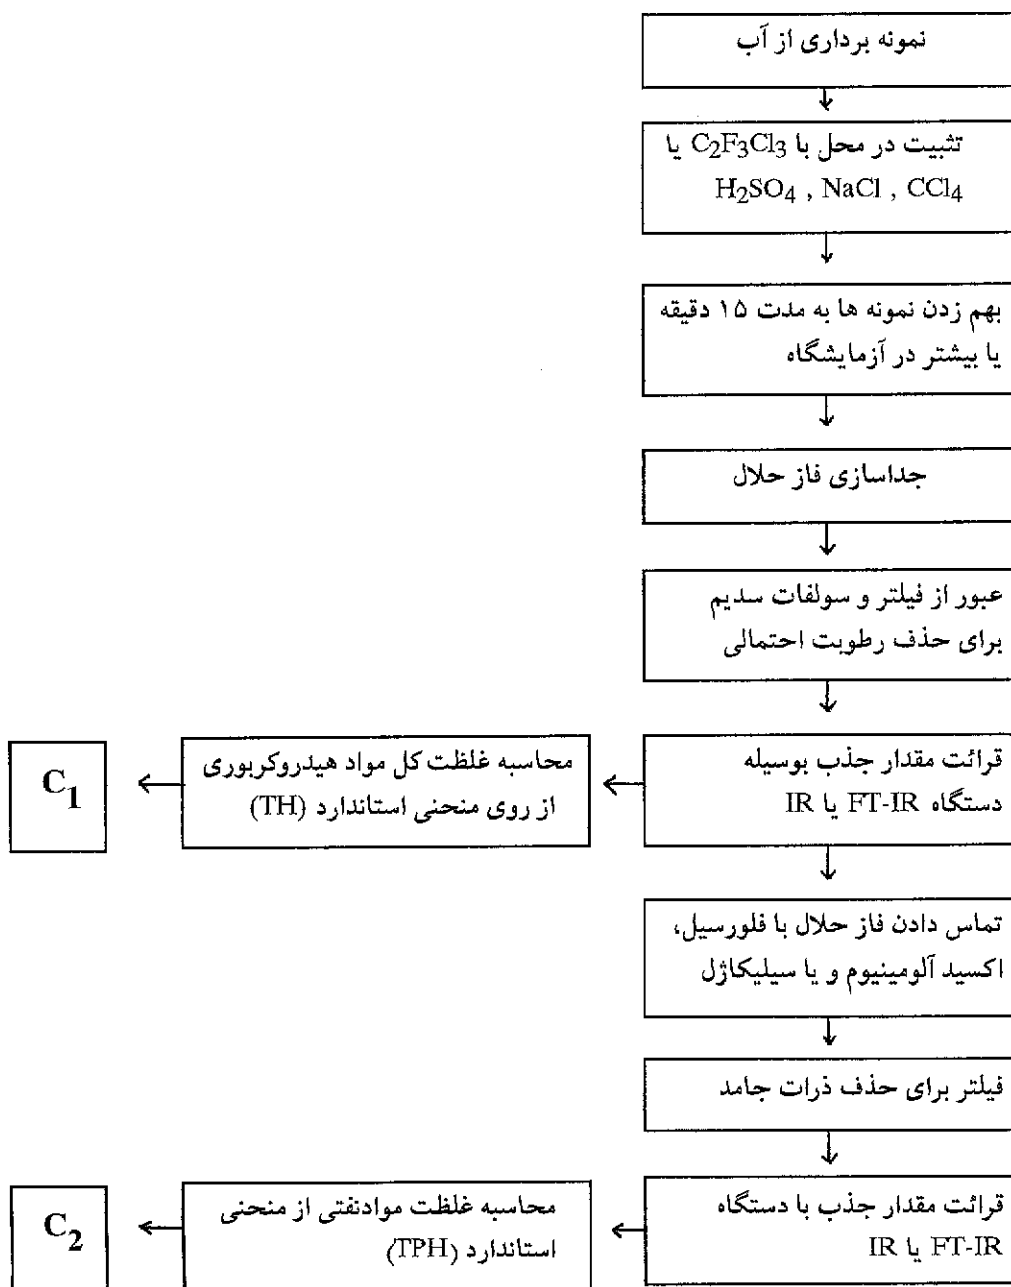 نمونه برداری از آب
تثبیت در محل با C2F3Cl3 یا
H2SO4 , NaCl , CCl4
بهم زدن نمونه ها به مدت ۱۵ دقیقه
یا بیشتر در آزمایشگاه
جداسازی فاز حلال
عبور از فیلتر و سولفات سدیم
برای حذف رطوبت احتمالی
قرائت مقدار جذب بوسیله
دستگاه FT-IR یا IR
محاسبه غلظت کل مواد هیدروکربوری
از روی منحنی استاندارد (TH)
C1
تماس دادن فاز حلال با فلورسیل،
اکسید آلومینیوم و یا سیلیکاژل
فیلتر برای حذف ذرات جامد
قرائت مقدار جذب با دستگاه
FT-IR یا IR
محاسبه غلظت موادنفتی از منحنی
استاندارد (TPH)
C2